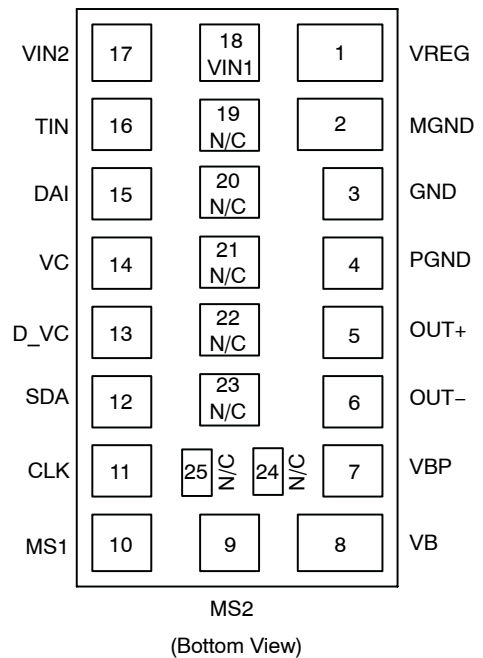 VIN2 17 18 1 VREG
VIN1
TIN 16 19 2 MGND
N/C
DAI 15 20 3 GND
N/C
VC 14 21 4 PGND
N/C
D_VC 13 22 5 OUT+
N/C
SDA 12 23 6 OUT−
N/C
CLK 11 25 N/C 24 N/C 7 VBP
MS1 10 9 8 VB
MS2
(Bottom View)